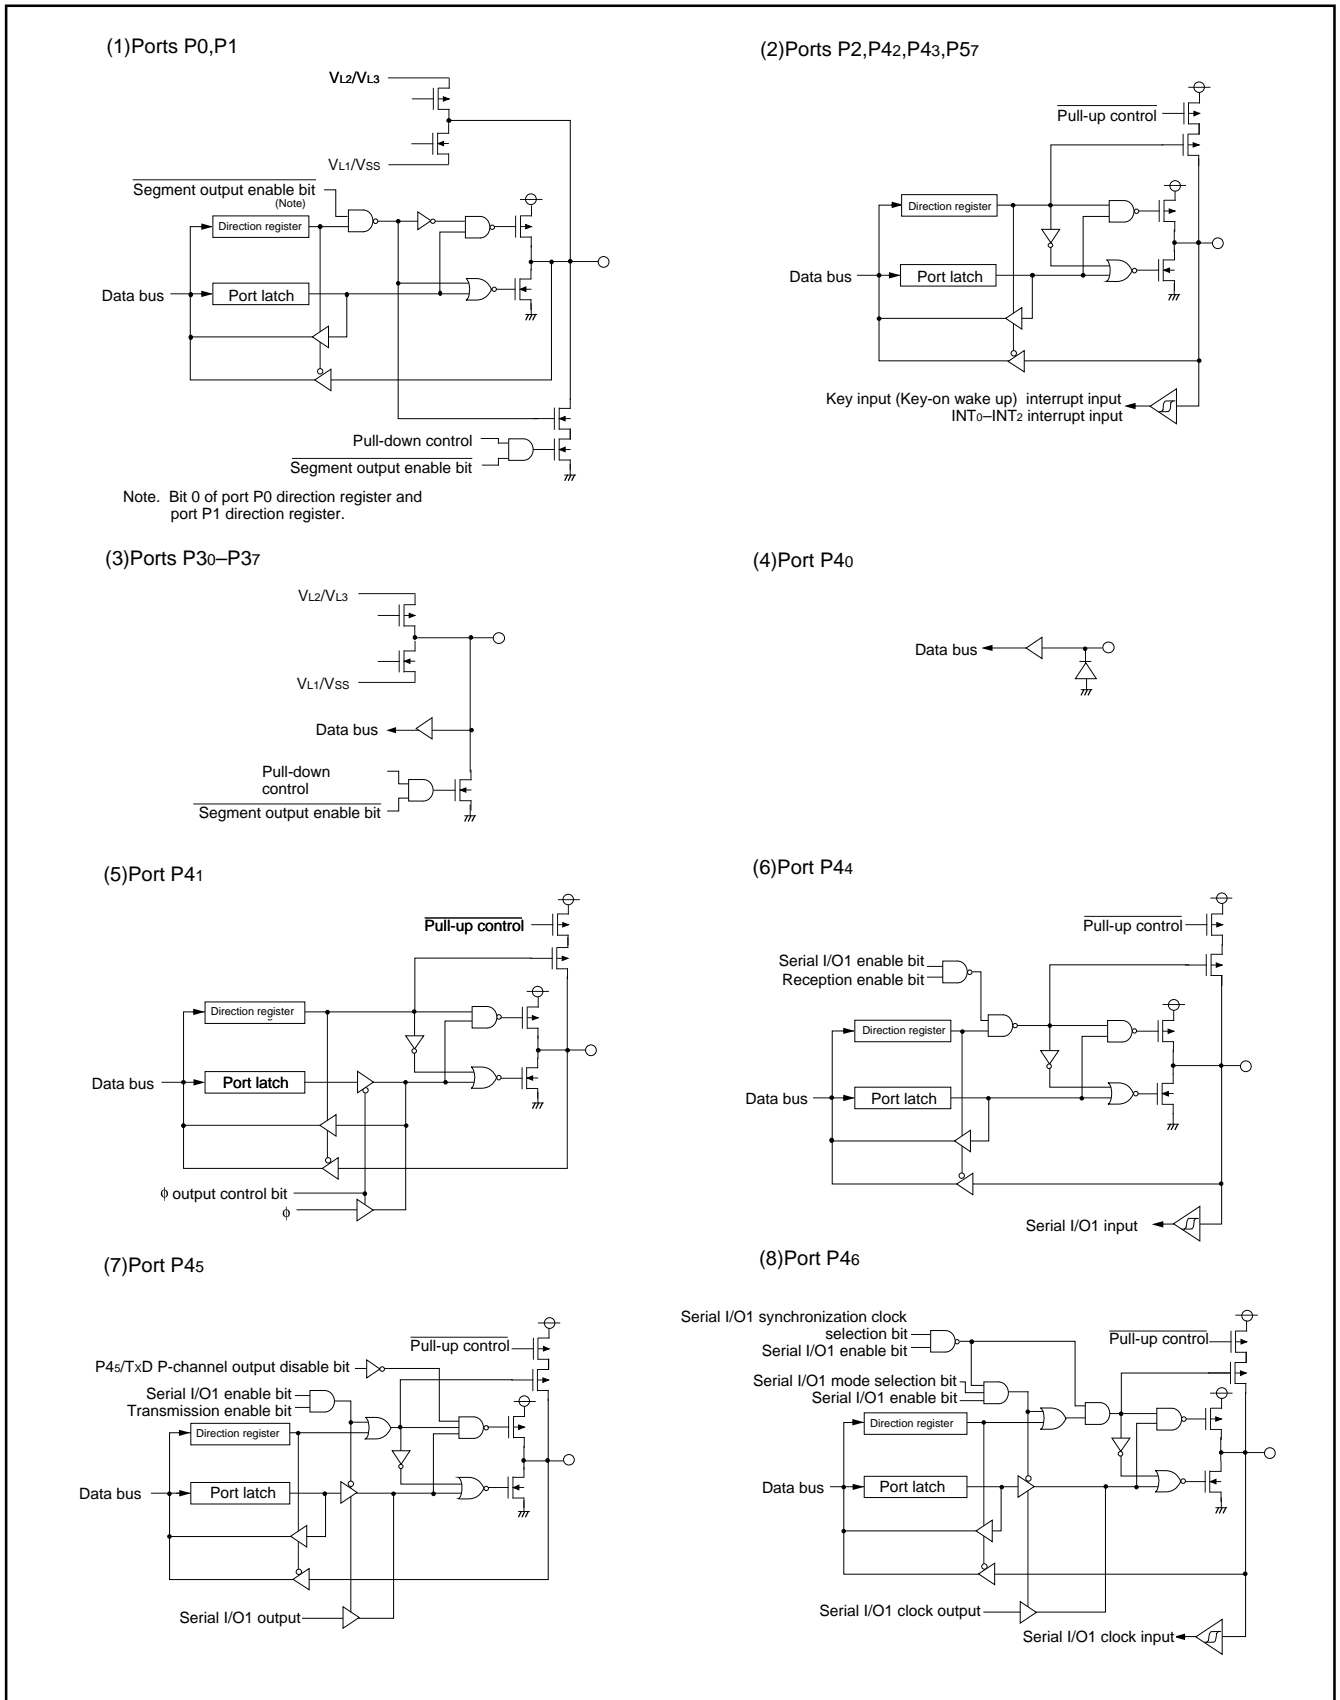 (1)Ports P0,P1
VL2/VL3
VL1/VSS
Segment output enable bit
(Note)
Direction register
Data bus
Port latch
Pull-down control
Segment output enable bit
Note. Bit 0 of port P0 direction register and
port P1 direction register.
(2)Ports P2,P42,P43,P57
Pull-up control
Direction register
Data bus
Port latch
Key input (Key-on wake up) interrupt input
INT0–INT2 interrupt input
(3)Ports P30–P37
VL2/VL3
VL1/VSS
Data bus
Pull-down
control
Segment output enable bit
(4)Port P40
Data bus
(5)Port P41
Pull-up control
Direction register
Data bus
Port latch
ϕ output control bit
ϕ
(6)Port P44
Pull-up control
Serial I/O1 enable bit
Reception enable bit
Direction register
Data bus
Port latch
Serial I/O1 input
(7)Port P45
Pull-up control
P45/TxD P-channel output disable bit
Serial I/O1 enable bit
Transmission enable bit
Direction register
Data bus
Port latch
Serial I/O1 output
(8)Port P46
Serial I/O1 synchronization clock
selection bit
Serial I/O1 enable bit
Pull-up control
Serial I/O1 mode selection bit
Serial I/O1 enable bit
Direction register
Data bus
Port latch
Serial I/O1 clock output
Serial I/O1 clock input